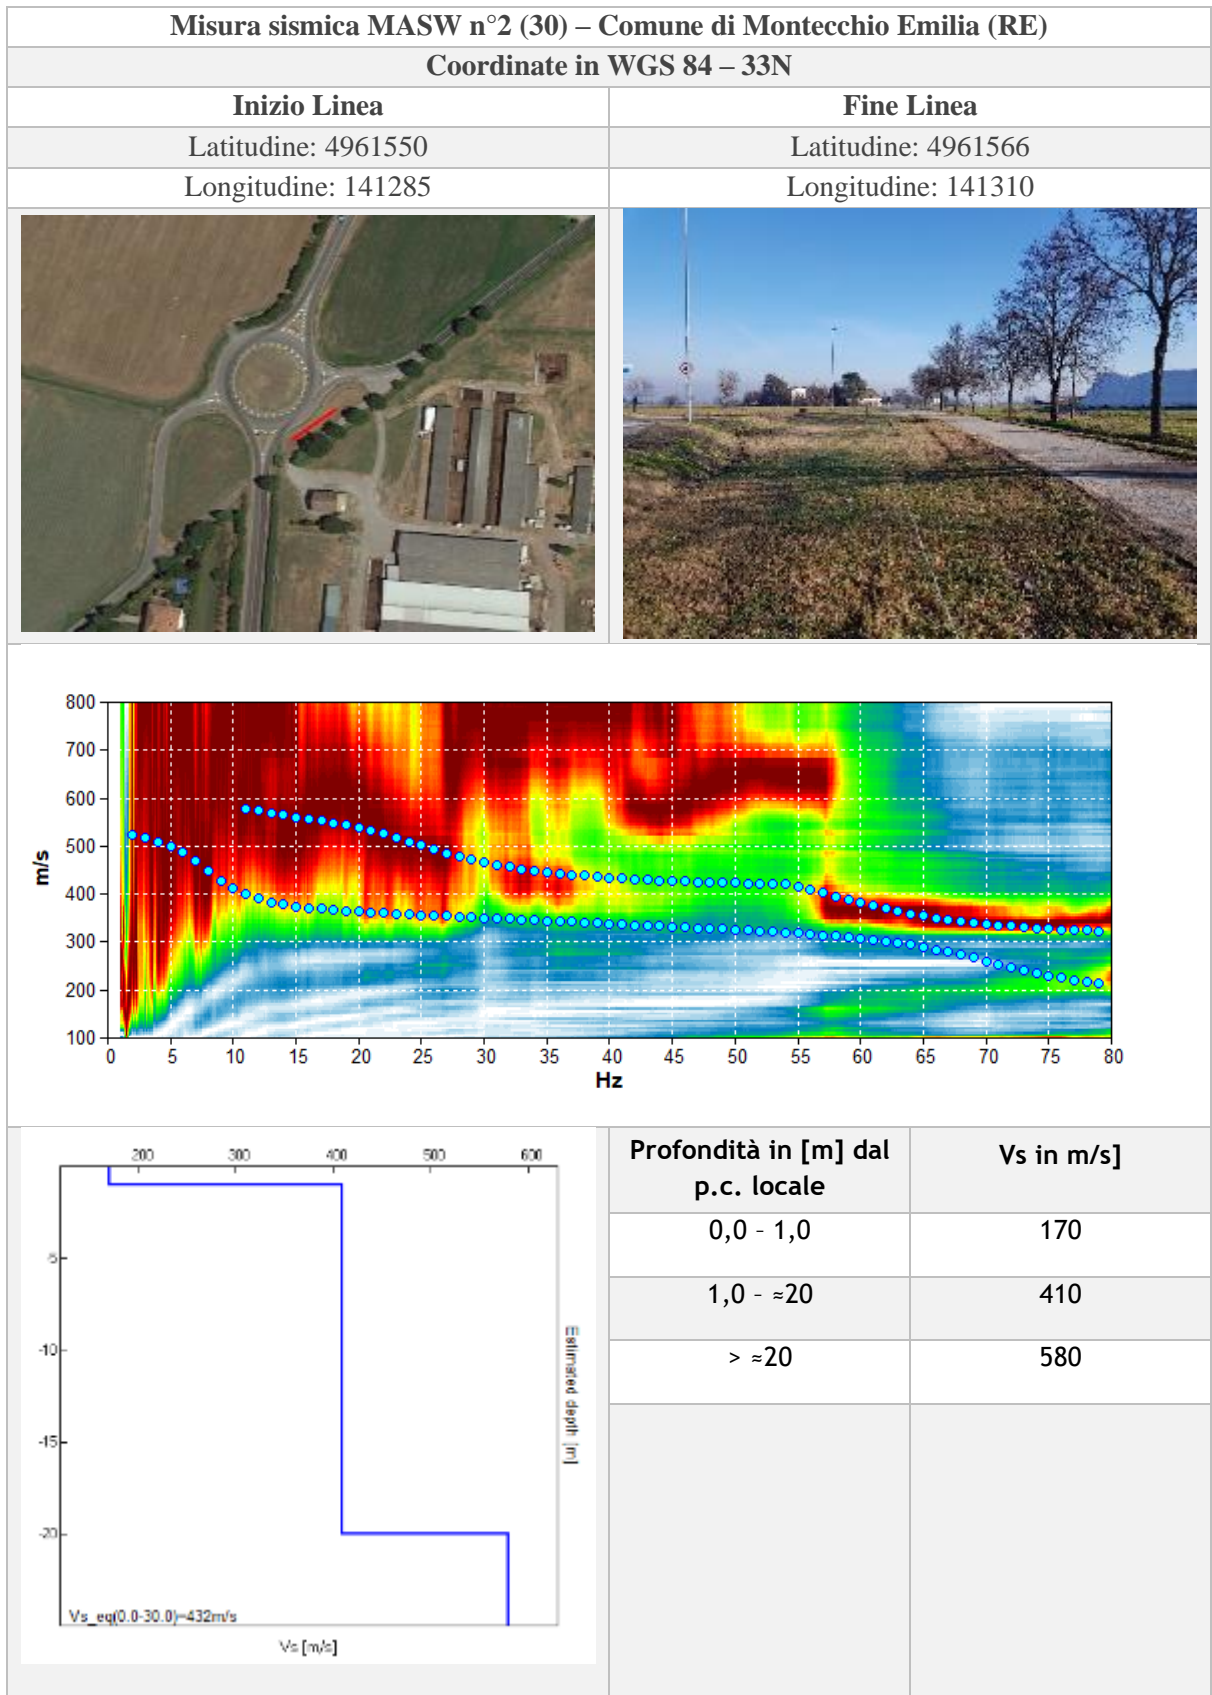 Misura sismica MASW n°2 (30) – Comune di Montecchio Emilia (RE)
Coordinate in WGS 84 – 33N
Inizio Linea
Fine Linea
Latitudine: 4961550
Latitudine: 4961566
Longitudine: 141285
Longitudine: 141310
800
700
600
500
400
300
200
100
m/s
0 5 10 15 20 25 30 35 40 45 50 55 60 65 70 75 80
Hz
200 300 400 500 600
-5
-10
-15
-20
Estimated depth [m]
Vs_eq(0.0-30.0)=432m/s
Vs [m/s]
Profondità in [m] dal
p.c. locale
Vs in m/s]
0,0 – 1,0
170
1,0 – ≈20
410
> ≈20
580